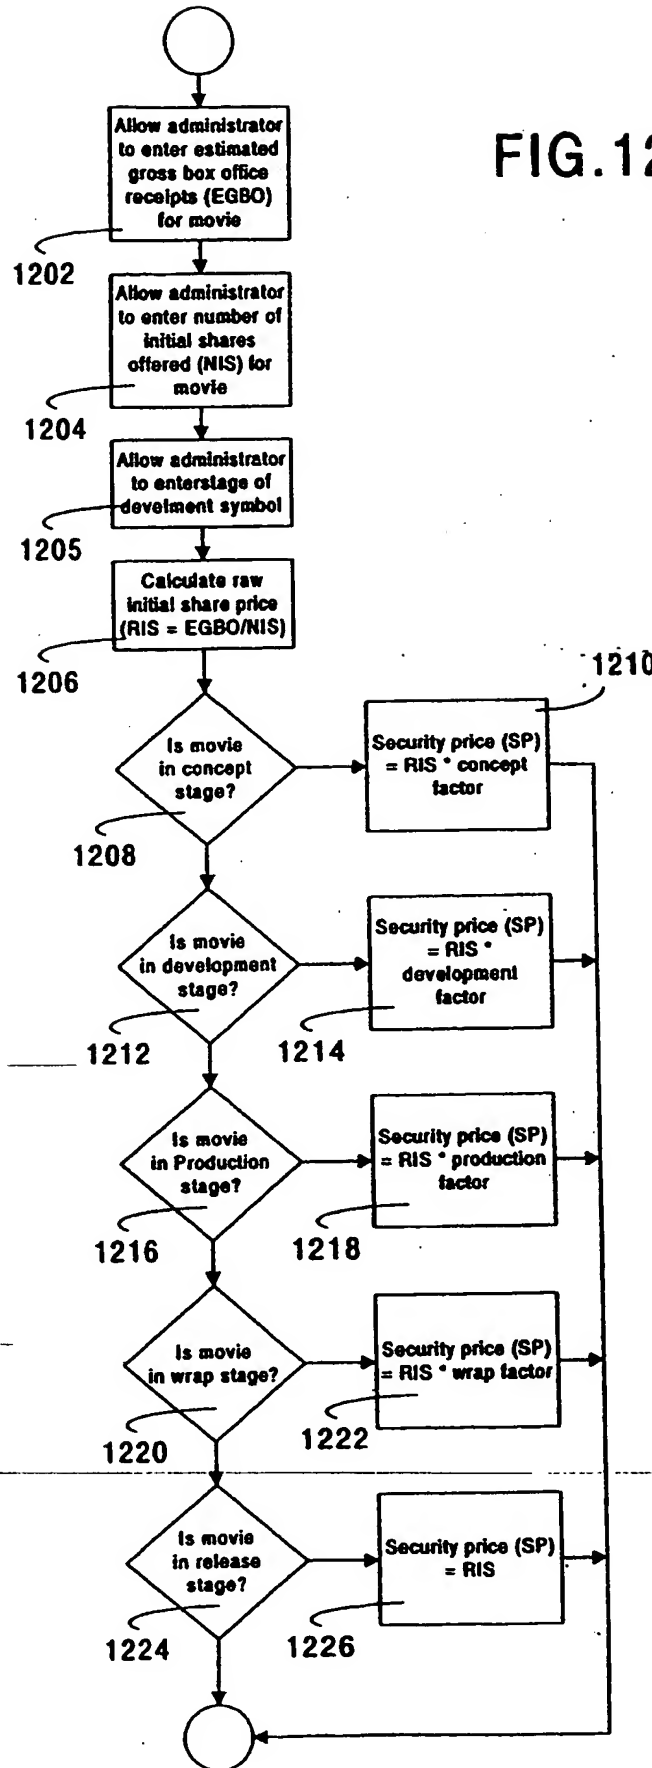 FIG.12
Allow administrator
to enter estimated
gross box office
receipts (EGBO)
for movie
1202
Allow administrator
to enter number of
initial shares
offered (NIS) for
movie
1204
Allow administrator
to enterstage of
develment symbol
1205
Calculate raw
initial share price
(RIS = EGBO/NIS)
1206
1210
Is movie
in concept
stage?
1208
Security price (SP)
= RIS * concept
factor
Is movie
in development
stage?
1212
Security price (SP)
= RIS *
development
factor
1214
Is movie
in Production
stage?
1216
Security price (SP)
= RIS * production
factor
1218
Is movie
in wrap stage?
1220
Security price (SP)
= RIS * wrap factor
1222
Is movie
in release
stage?
1224
Security price (SP)
= RIS
1226